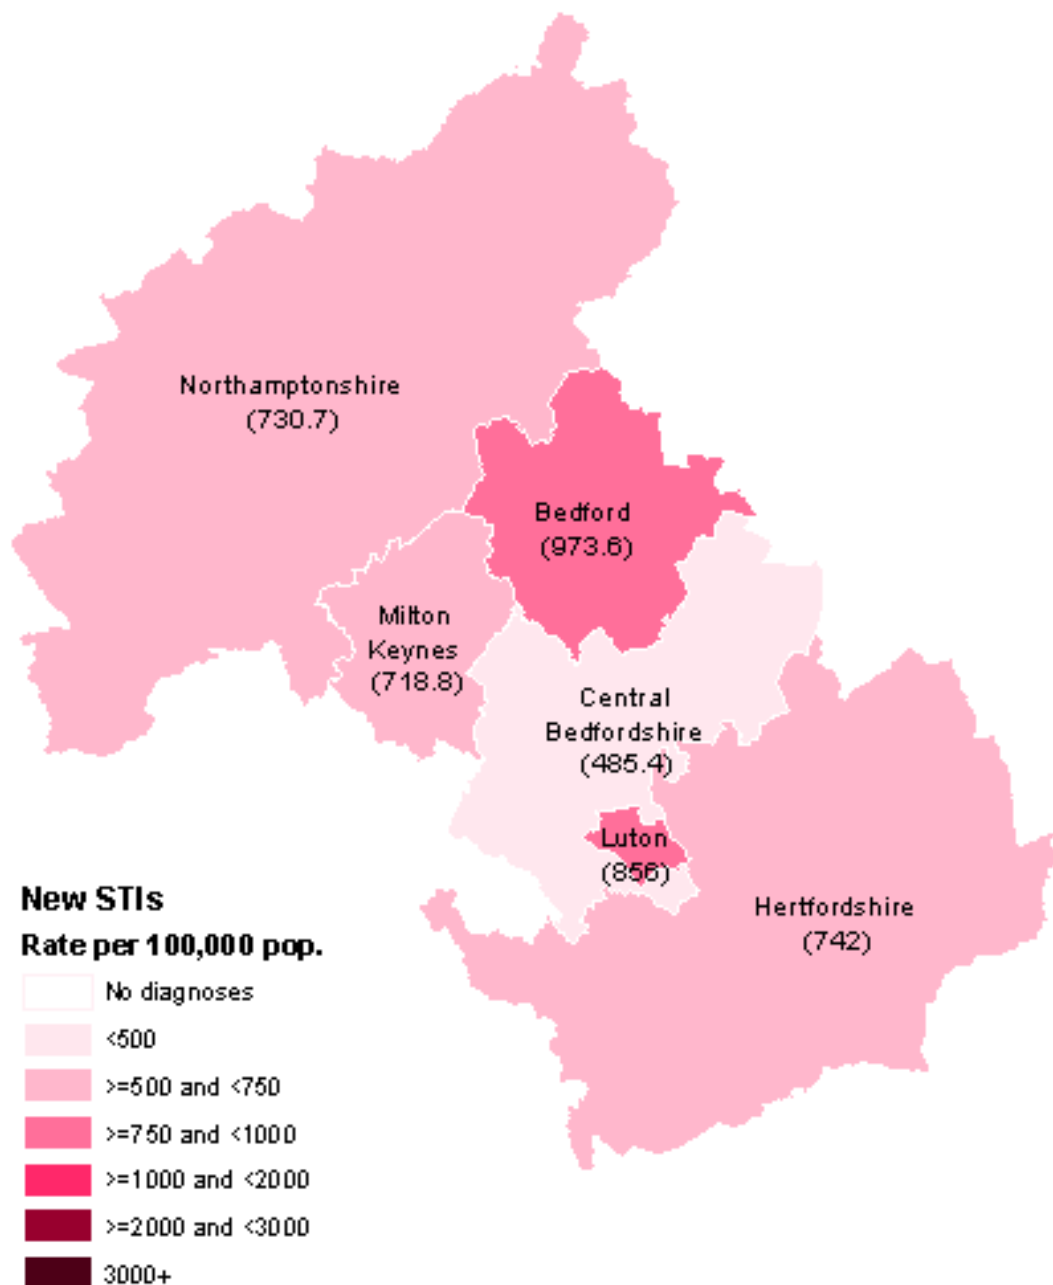 Northamptonshire
(730.7)
Bedford
(973.6)
Milton
Keynes
(718.8)
Central
Bedfordshire
(485.4)
Luton
(856)
Hertfordshire
(742)
New STIs
Rate per 100,000 pop.
No diagnoses
<500
>=500 and <750
>=750 and <1000
>=1000 and <2000
>=2000 and <3000
3000+